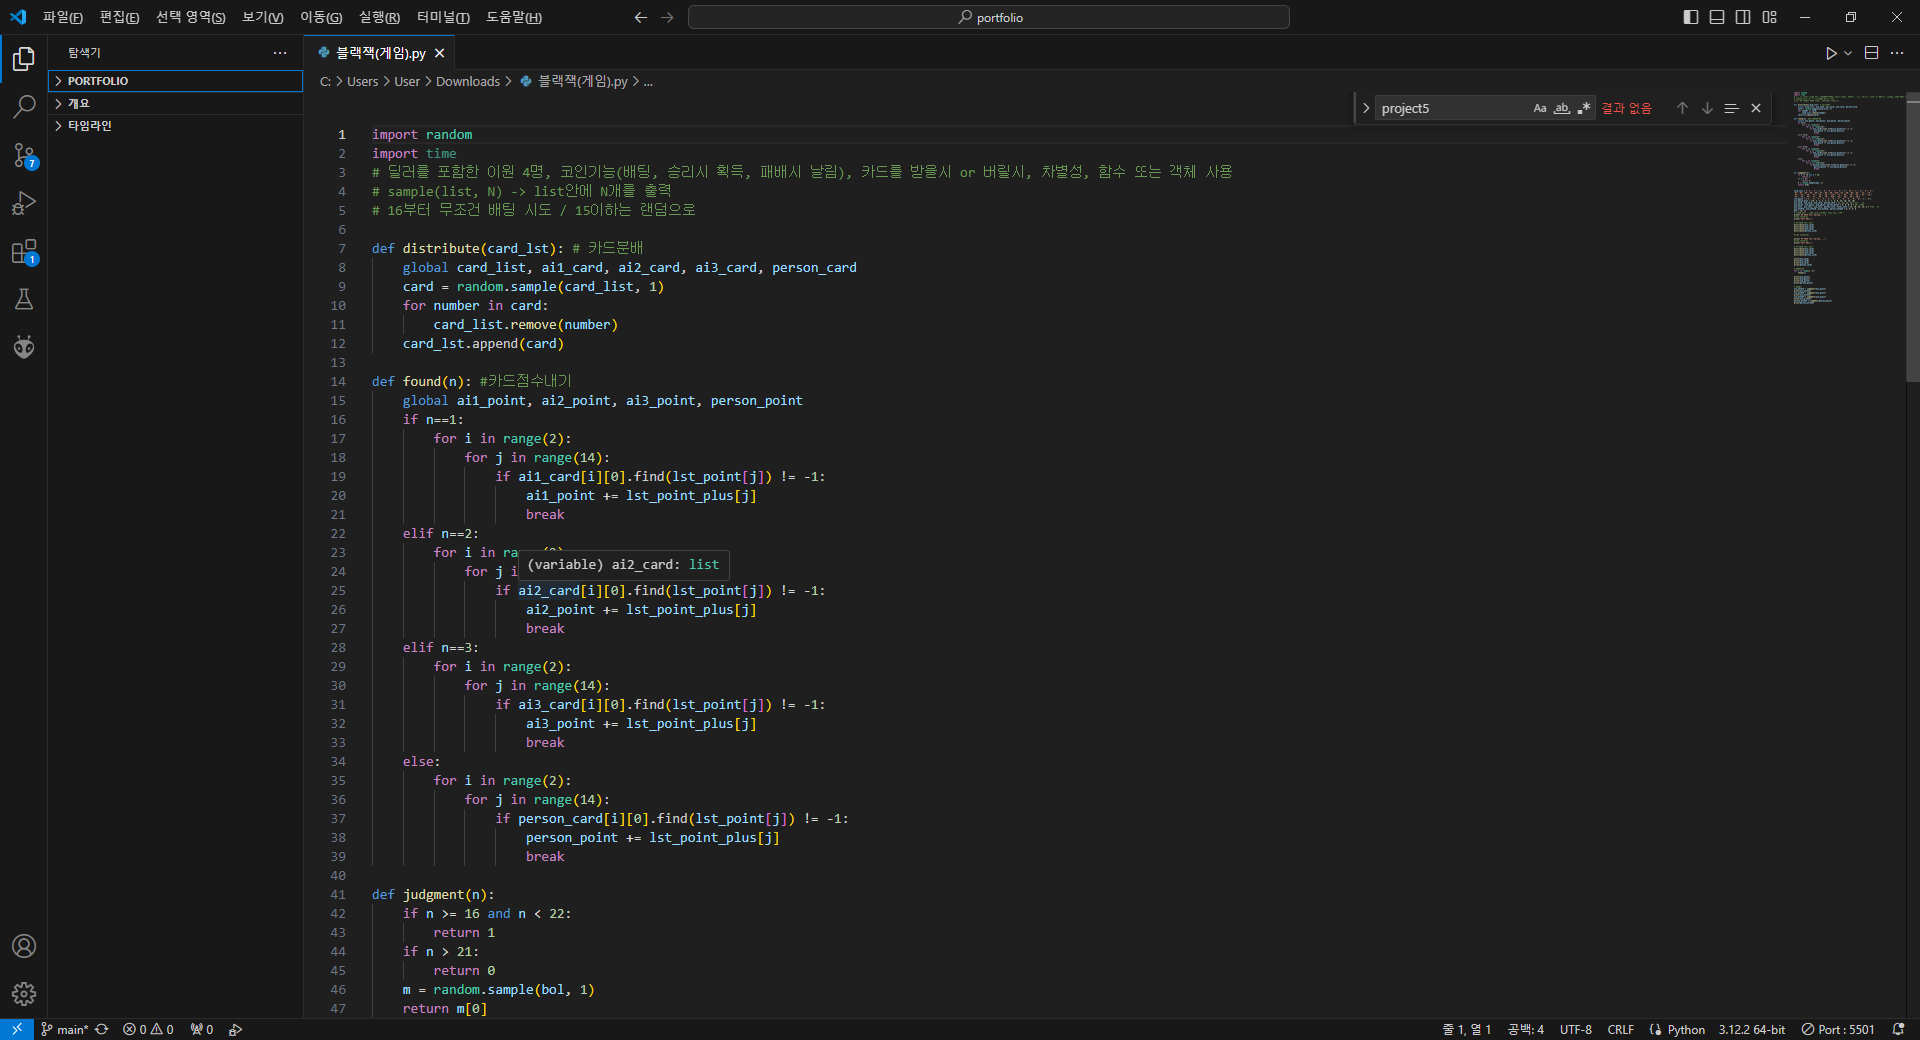 파일(F) 편집(E) 선택 영역(S) 보기(V) 이동(G) 실행(R) 터미널(T) 도움말(H) portfolio
탐색기
블랙잭(게임).py
PORTFOLIO
개요
타임라인
C: > Users > User > Downloads > 블랙잭(게임).py > ...
project5 Aa ab 결과 없음
1 import random
2 import time
3 # 딜러를 포함한 이원 4명, 코인기능(배팅, 승리시 획득, 패배시 날림), 카드를 받을시 or 버릴시, 차별성, 함수 또는 객체 사용
4 # sample(list, N) -> list안에 N개를 출력
5 # 16부터 무조건 배팅 시도 / 15이하는 랜덤으로
6
7 def distribute(card_lst): # 카드분배
8 global card_list, ai1_card, ai2_card, ai3_card, person_card
9 card = random.sample(card_list, 1)
10 for number in card:
11 card_list.remove(number)
12 card_lst.append(card)
13
14 def found(n): #카드점수내기
15 global ai1_point, ai2_point, ai3_point, person_point
16 if n==1:
17 for i in range(2):
18 for j in range(14):
19 if ai1_card[i][0].find(lst_point[j]) != -1:
20 ai1_point += lst_point_plus[j]
21 break
22 elif n==2:
23 for i in ra
(variable) ai2_card: list
24 for j i
25 if ai2_card[i][0].find(lst_point[j]) != -1:
26 ai2_point += lst_point_plus[j]
27 break
28 elif n==3:
29 for i in range(2):
30 for j in range(14):
31 if ai3_card[i][0].find(lst_point[j]) != -1:
32 ai3_point += lst_point_plus[j]
33 break
34 else:
35 for i in range(2):
36 for j in range(14):
37 if person_card[i][0].find(lst_point[j]) != -1:
38 person_point += lst_point_plus[j]
39 break
40
41 def judgment(n):
42 if n >= 16 and n < 22:
43 return 1
44 if n > 21:
45 return 0
46 m = random.sample(bol, 1)
47 return m[0]
7
1
main* 0 0 0 줄 1, 열 1 공백: 4 UTF-8 CRLF Python 3.12.2 64-bit Port : 5501